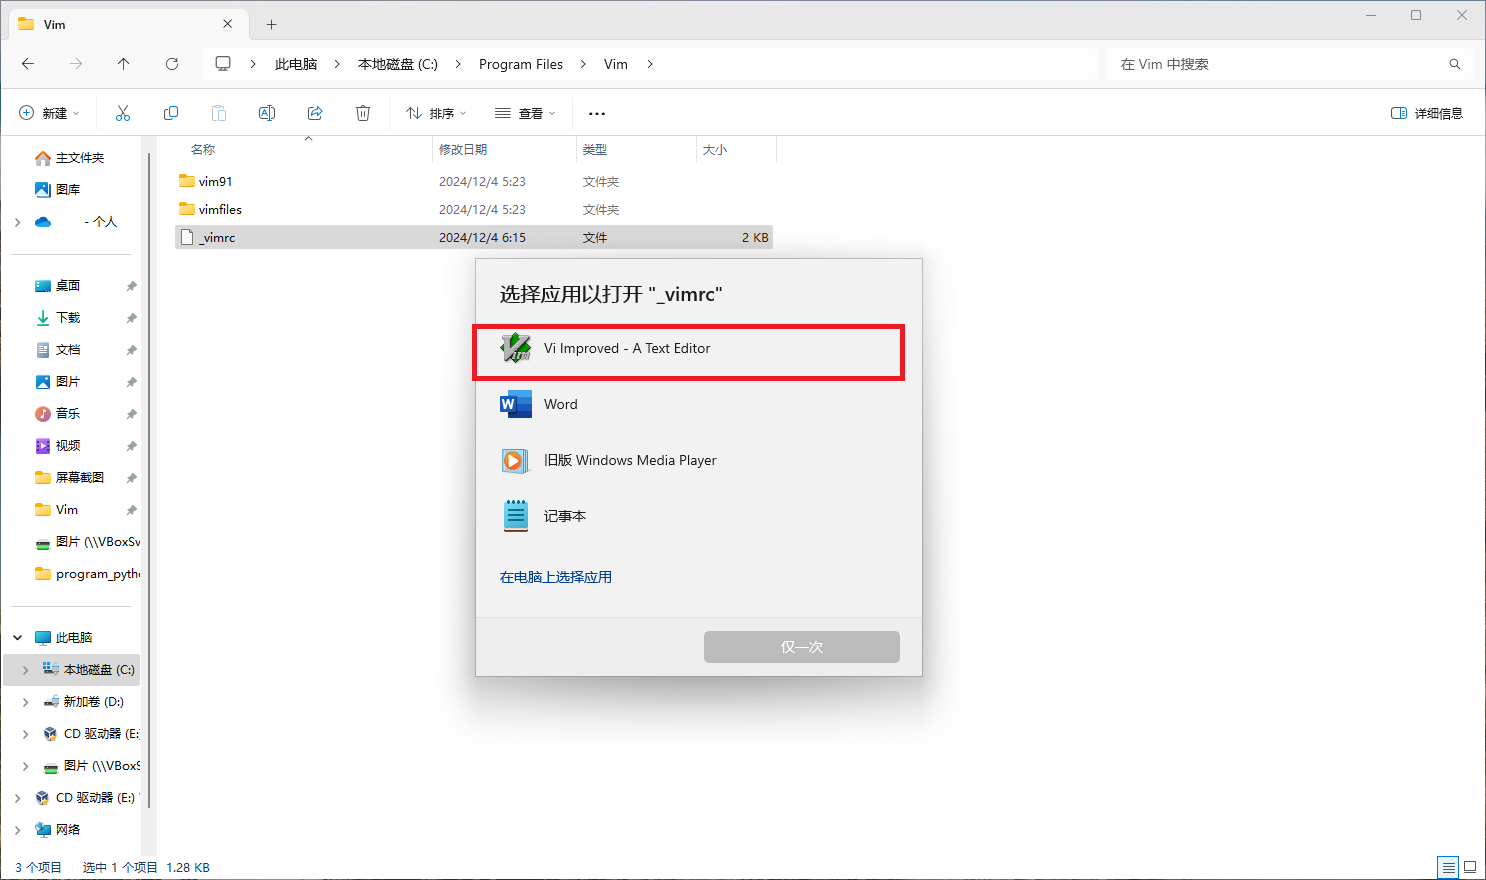 Vim
此电脑
本地磁盘 (C:)
Program Files
Vim
在 Vim 中搜索
新建
排序
查看
详细信息
名称
修改日期
类型
大小
vim91
2024/12/4 5:23
文件夹
vimfiles
2024/12/4 5:23
文件夹
_vimrc
2024/12/4 6:15
文件
2 KB
主文件夹
图库
- 个人
桌面
下载
文档
图片
音乐
视频
屏幕截图
Vim
图片 (\\VBoxSv
program_pyth
此电脑
本地磁盘 (C:)
新加卷 (D:)
CD 驱动器 (E:
图片 (\\VBoxS
CD 驱动器 (E:)
网络
选择应用以打开 "_vimrc"
Vi Improved - A Text Editor
Word
旧版 Windows Media Player
记事本
在电脑上选择应用
仅一次
3 个项目
选中 1 个项目
1.28 KB